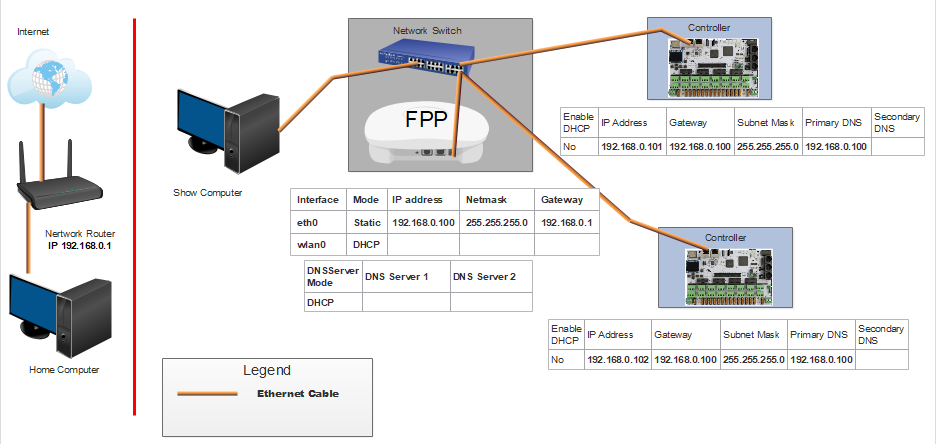 Internet
Nertwork Router
IP 192.168.0.1
Home Computer
Show Computer
Network Switch
FPP
Interface Mode IP address Netmask Gateway
eth0 Static 192.168.0.100 255.255.255.0 192.168.0.1
wlan0 DHCP
DNSServer
Mode DNS Server 1 DNS Server 2
DHCP
Controller
Enable
DHCP IP Address Gateway Subnet Mask Primary DNS Secondary
DNS
No 192.168.0.101 192.168.0.100 255.255.255.0 192.168.0.100
Controller
Enable
DHCP IP Address Gateway Subnet Mask Primary DNS Secondary
DNS
No 192.168.0.102 192.168.0.100 255.255.255.0 192.168.0.100
Legend
Ethernet Cable